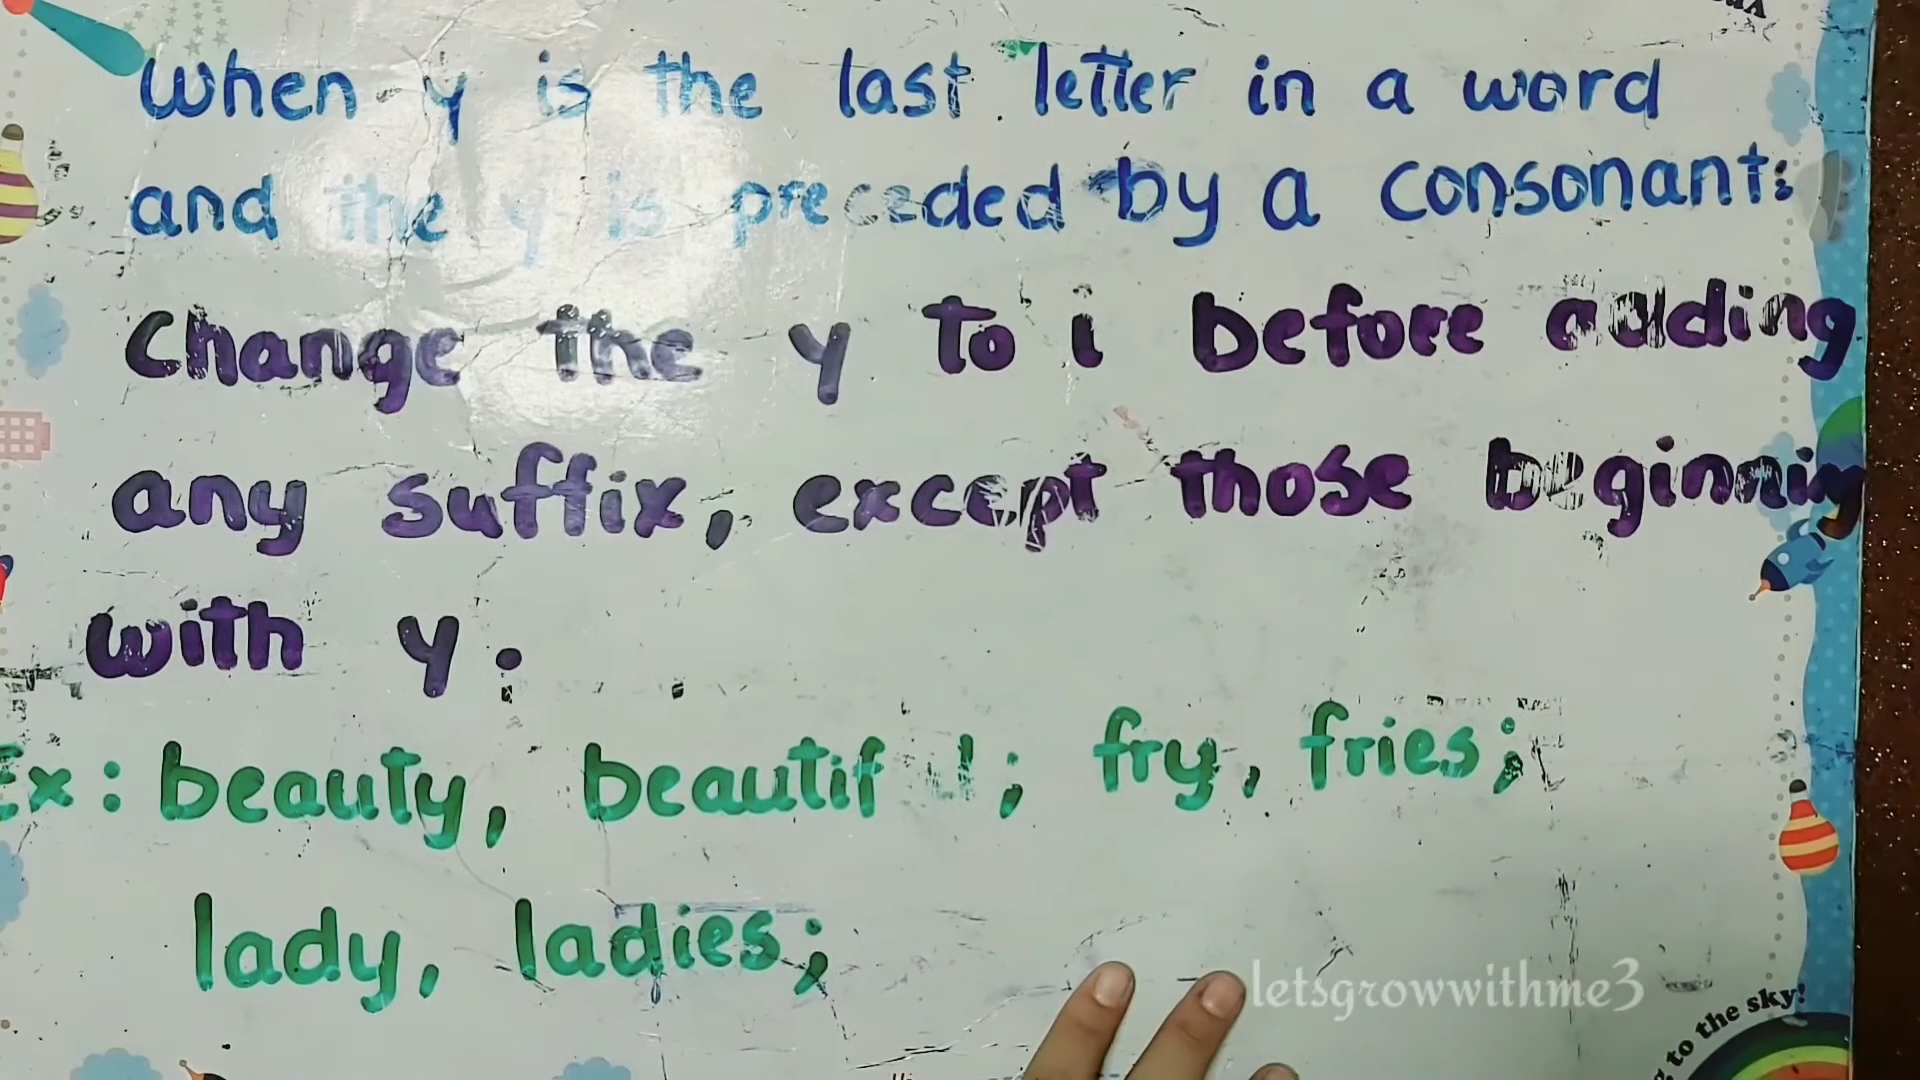 When y is the last letter in a word
and the y is preceded by a consonant:
Change the y to i before adding
any suffix, except those beginning
with y:
Ex: beauty, beautif l; fry, fries;
lady, ladies;
letsgrowwithme3
to the sky!